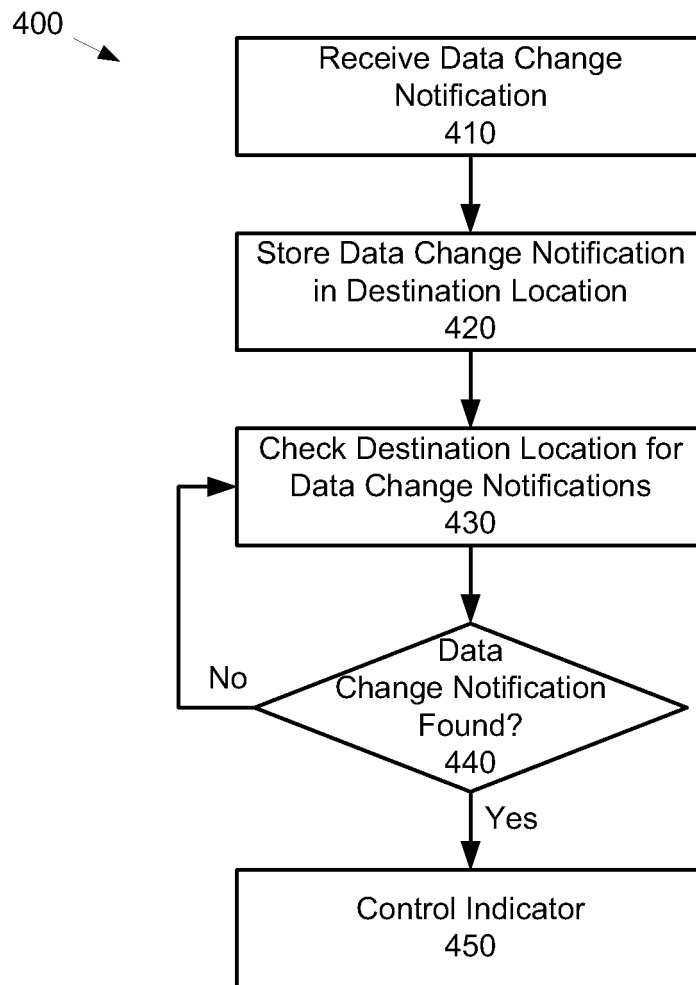 400
Receive Data Change
Notification
410
Store Data Change Notification
in Destination Location
420
Check Destination Location for
Data Change Notifications
430
Data
Change Notification
Found?
440
No
Yes
Control Indicator
450